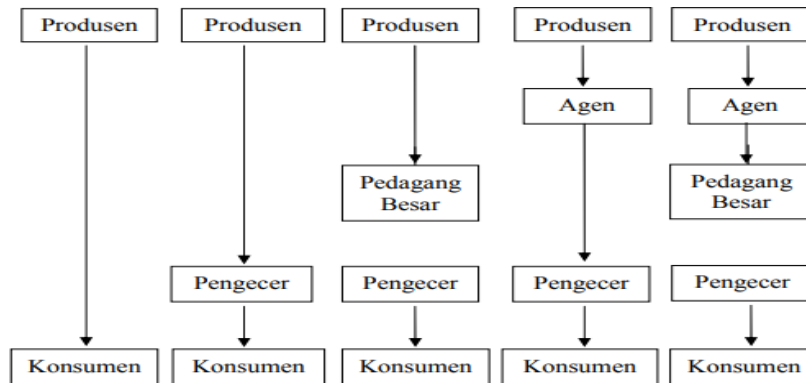 Produsen Produsen Produsen Produsen Produsen
Agen Agen
Pedagang Pedagang
Besar Besar
Pengecer Pengecer Pengecer Pengecer
Konsumen Konsumen Konsumen Konsumen Konsumen